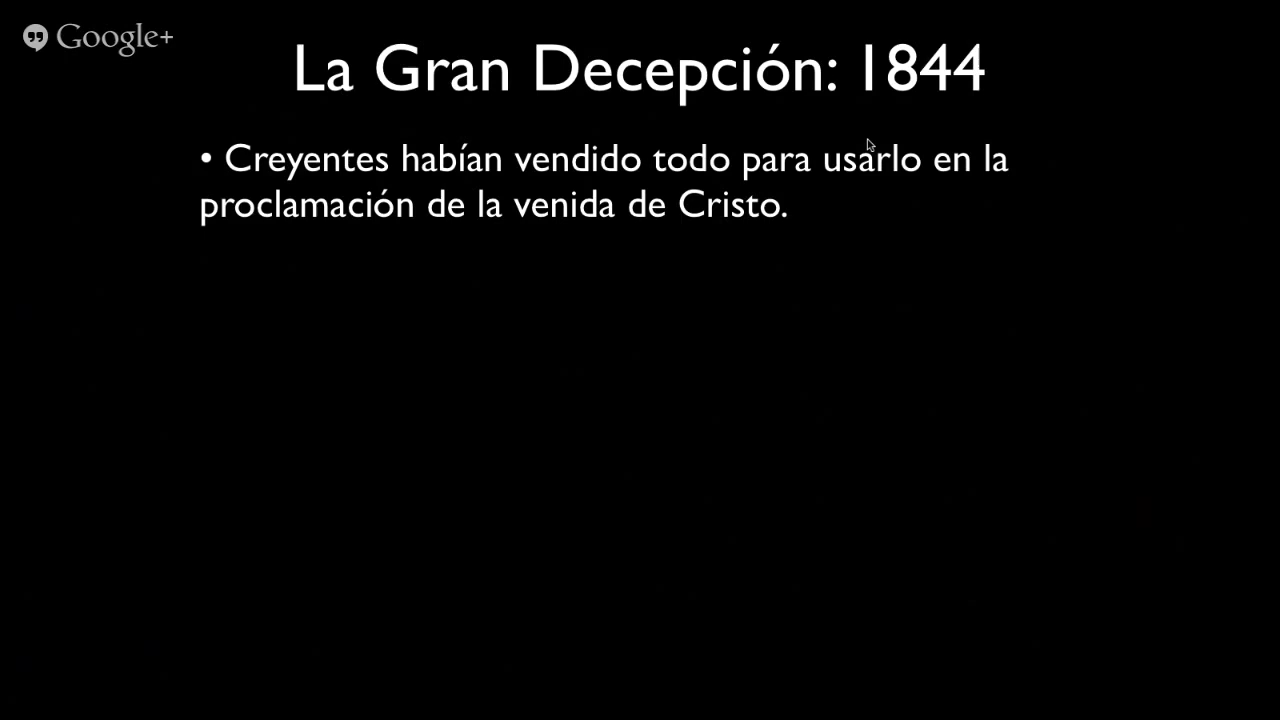 Google+
La Gran Decepción: 1844
• Creyentes habían vendido todo para usarlo en la
proclamación de la venida de Cristo.